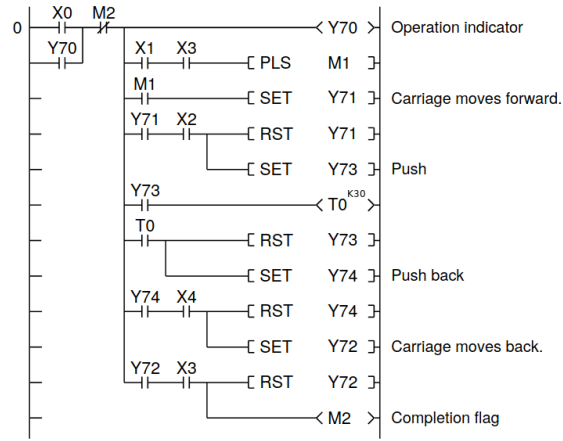 X0 M2
0 Y70 Operation indicator
Y70 X1 X3
PLS M1
M1
SET Y71 Carriage moves forward.
Y71 X2
RST Y71
SET Y73 Push
Y73 K30
T0
T0
RST Y73
SET Y74 Push back
Y74 X4
RST Y74
SET Y72 Carriage moves back.
Y72 X3
RST Y72
M2 Completion flag